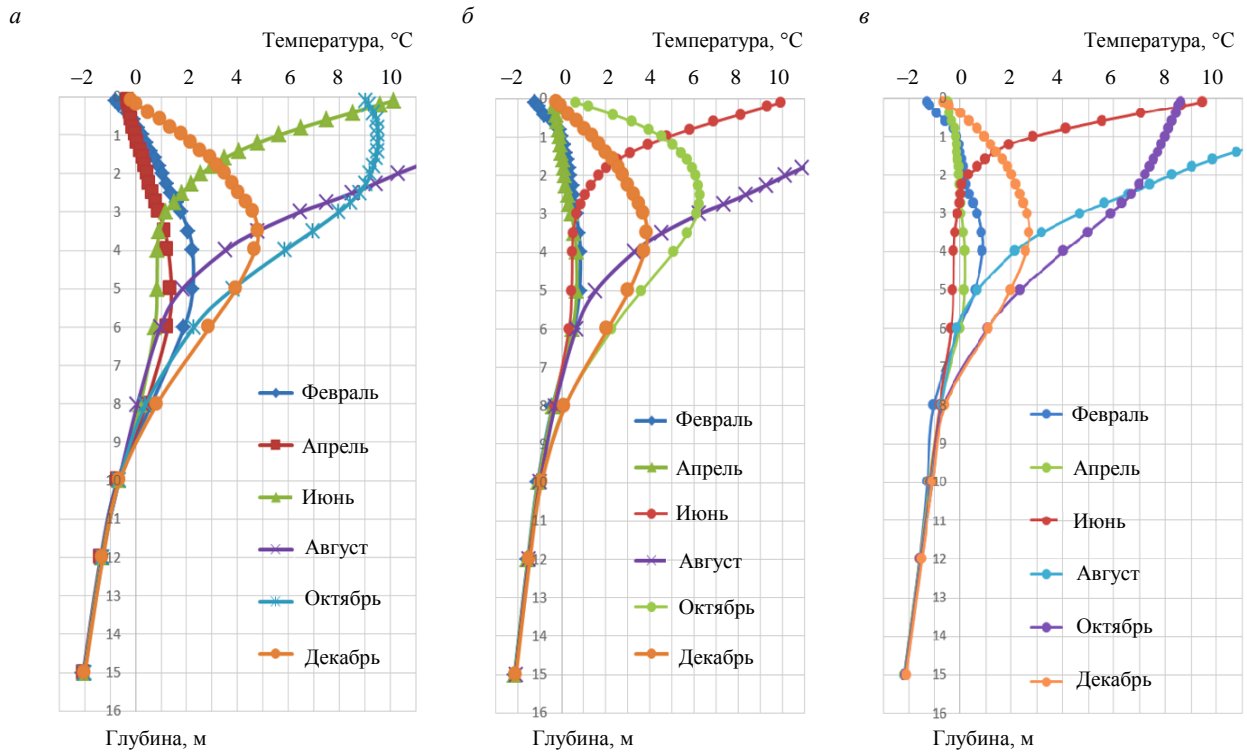 а
Температура, °C
–2 0 2 4 6 8 10
0
1
2
3
4
5
6
7
8
9
10
11
12
13
14
15
16
Февраль
Апрель
Июнь
Август
Октябрь
Декабрь
Глубина, м
б
Температура, °C
–2 0 2 4 6 8 10
0
1
2
3
4
5
6
7
8
9
10
11
12
13
14
15
16
Февраль
Апрель
Июнь
Август
Октябрь
Декабрь
Глубина, м
в
Температура, °C
–2 0 2 4 6 8 10
0
1
2
3
4
5
6
7
8
9
10
11
12
13
14
15
16
Февраль
Апрель
Июнь
Август
Октябрь
Декабрь
Глубина, м